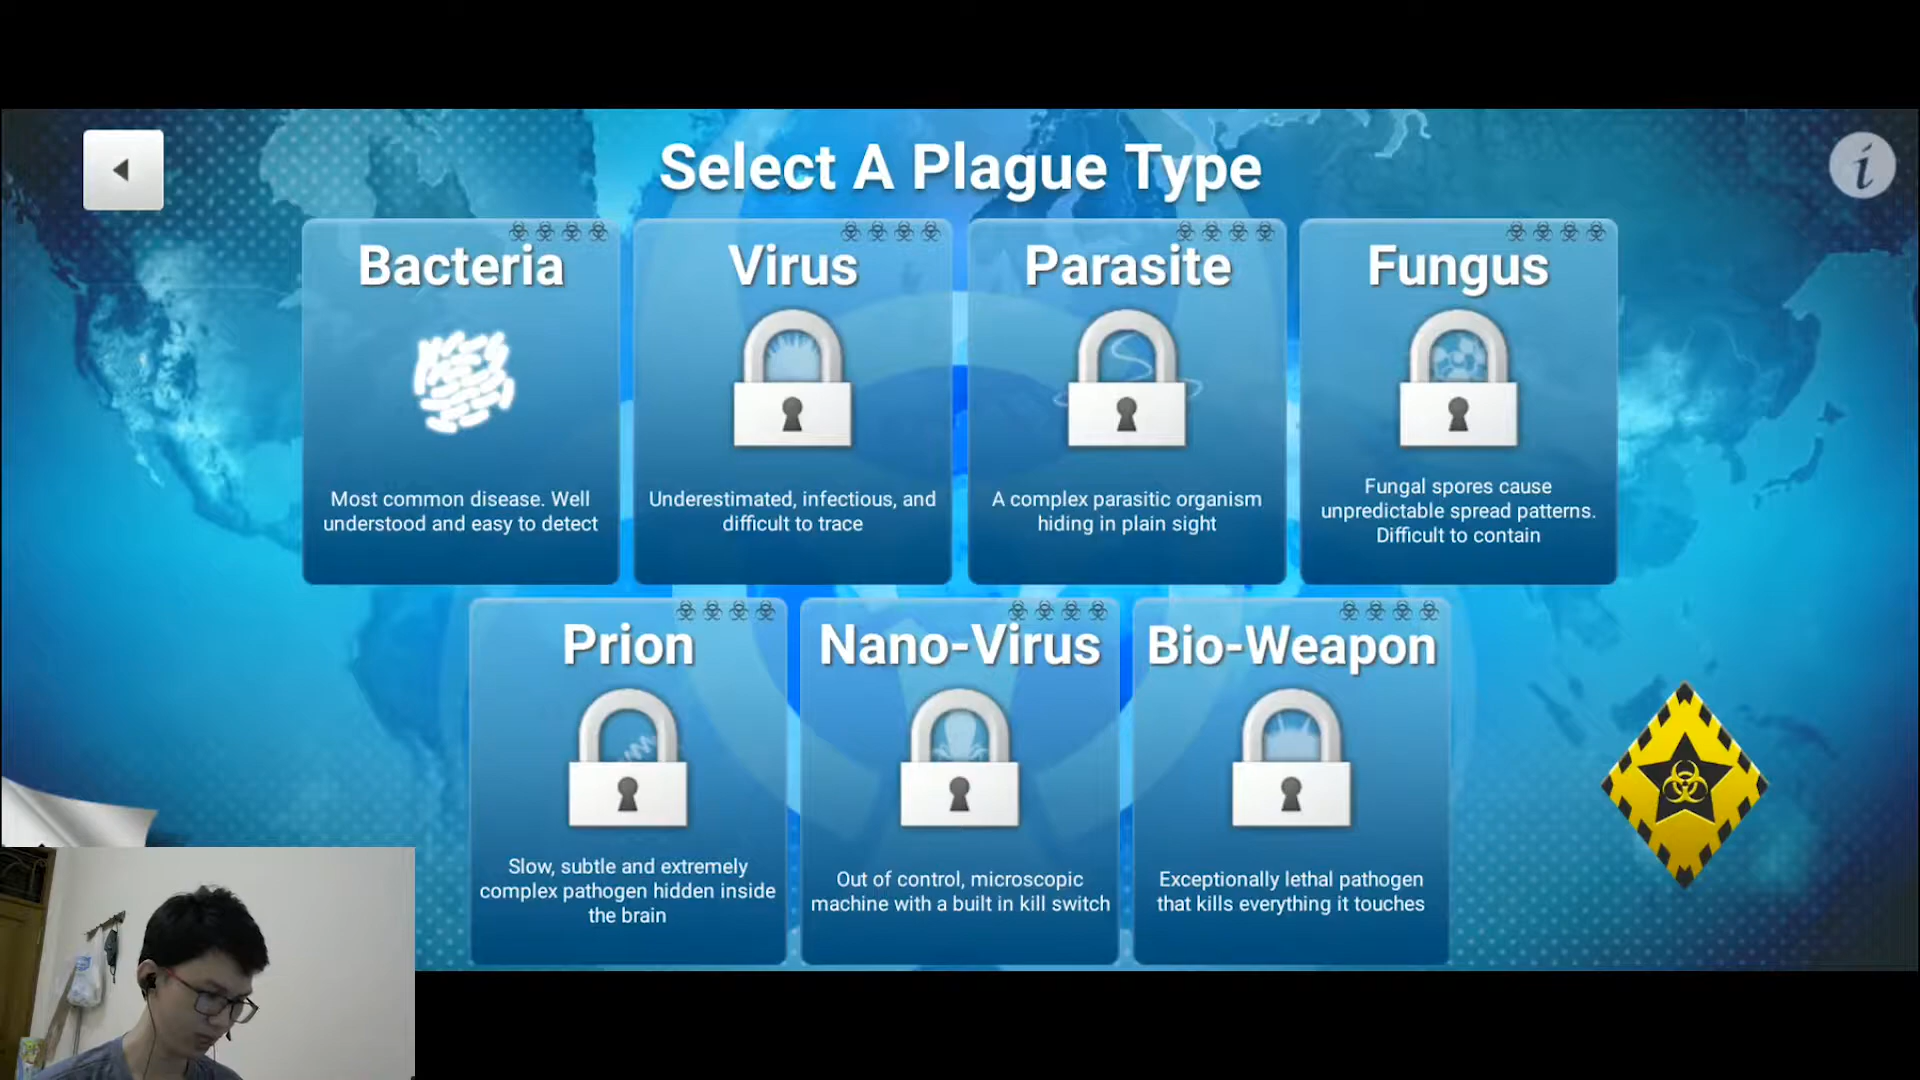 Select A Plague Type
i
Bacteria
Most common disease. Well
understood and easy to detect
Virus
Underestimated, infectious, and
difficult to trace
Parasite
A complex parasitic organism
hiding in plain sight
Fungus
Fungal spores cause
unpredictable spread patterns.
Difficult to contain
Prion
Slow, subtle and extremely
complex pathogen hidden inside
the brain
Nano-Virus
Out of control, microscopic
machine with a built in kill switch
Bio-Weapon
Exceptionally lethal pathogen
that kills everything it touches